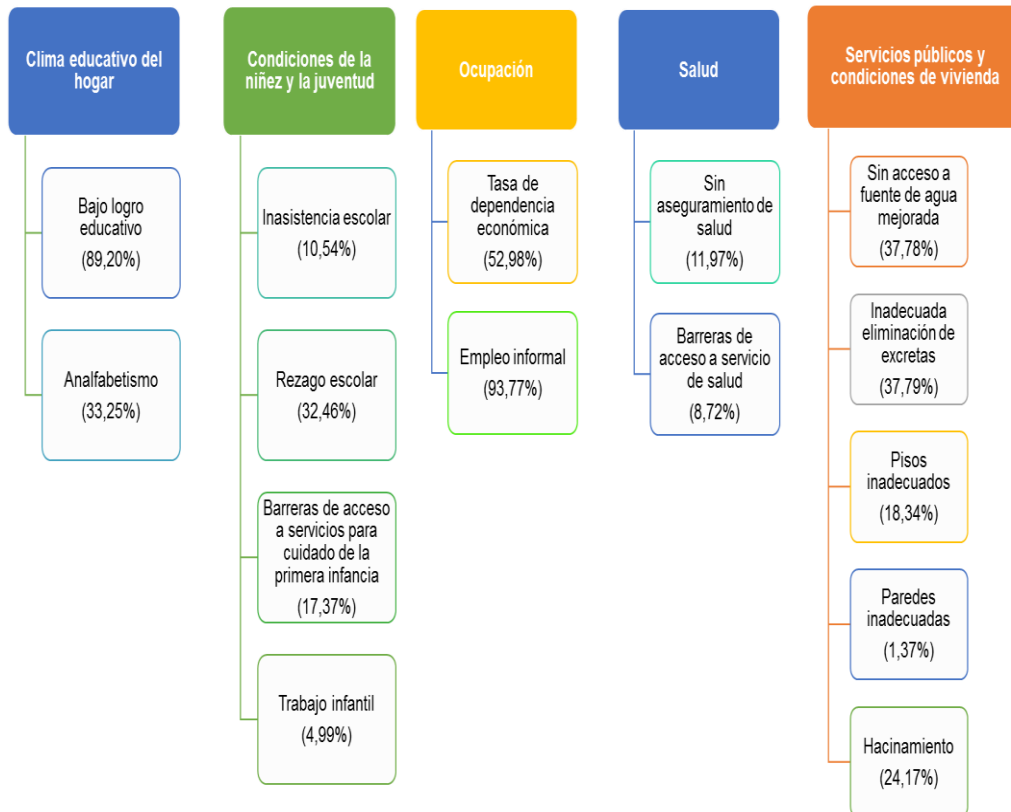 Clima educativo del
hogar
Bajo logro
educativo
(89,20%)
Analfabetismo
(33,25%)
Condiciones de la
niñez y la juventud
Inasistencia escolar
(10,54%)
Rezago escolar
(32,46%)
Barreras de acceso
a servicios para
cuidado de la
primera infancia
(17,37%)
Trabajo infantil
(4,99%)
Ocupación
Tasa de
dependencia
económica
(52,98%)
Empleo informal
(93,77%)
Salud
Sin
aseguramiento de
salud
(11,97%)
Barreras de
acceso a servicio
de salud
(8,72%)
Servicios públicos y
condiciones de vivienda
Sin acceso a
fuente de agua
mejorada
(37,78%)
Inadecuada
eliminación de
excretas
(37,79%)
Pisos
inadecuados
(18,34%)
Paredes
inadecuadas
(1,37%)
Hacinamiento
(24,17%)